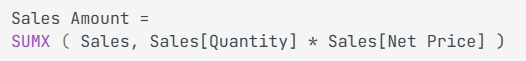 Sales Amount =
SUMX ( Sales, Sales[Quantity] * Sales[Net Price] )